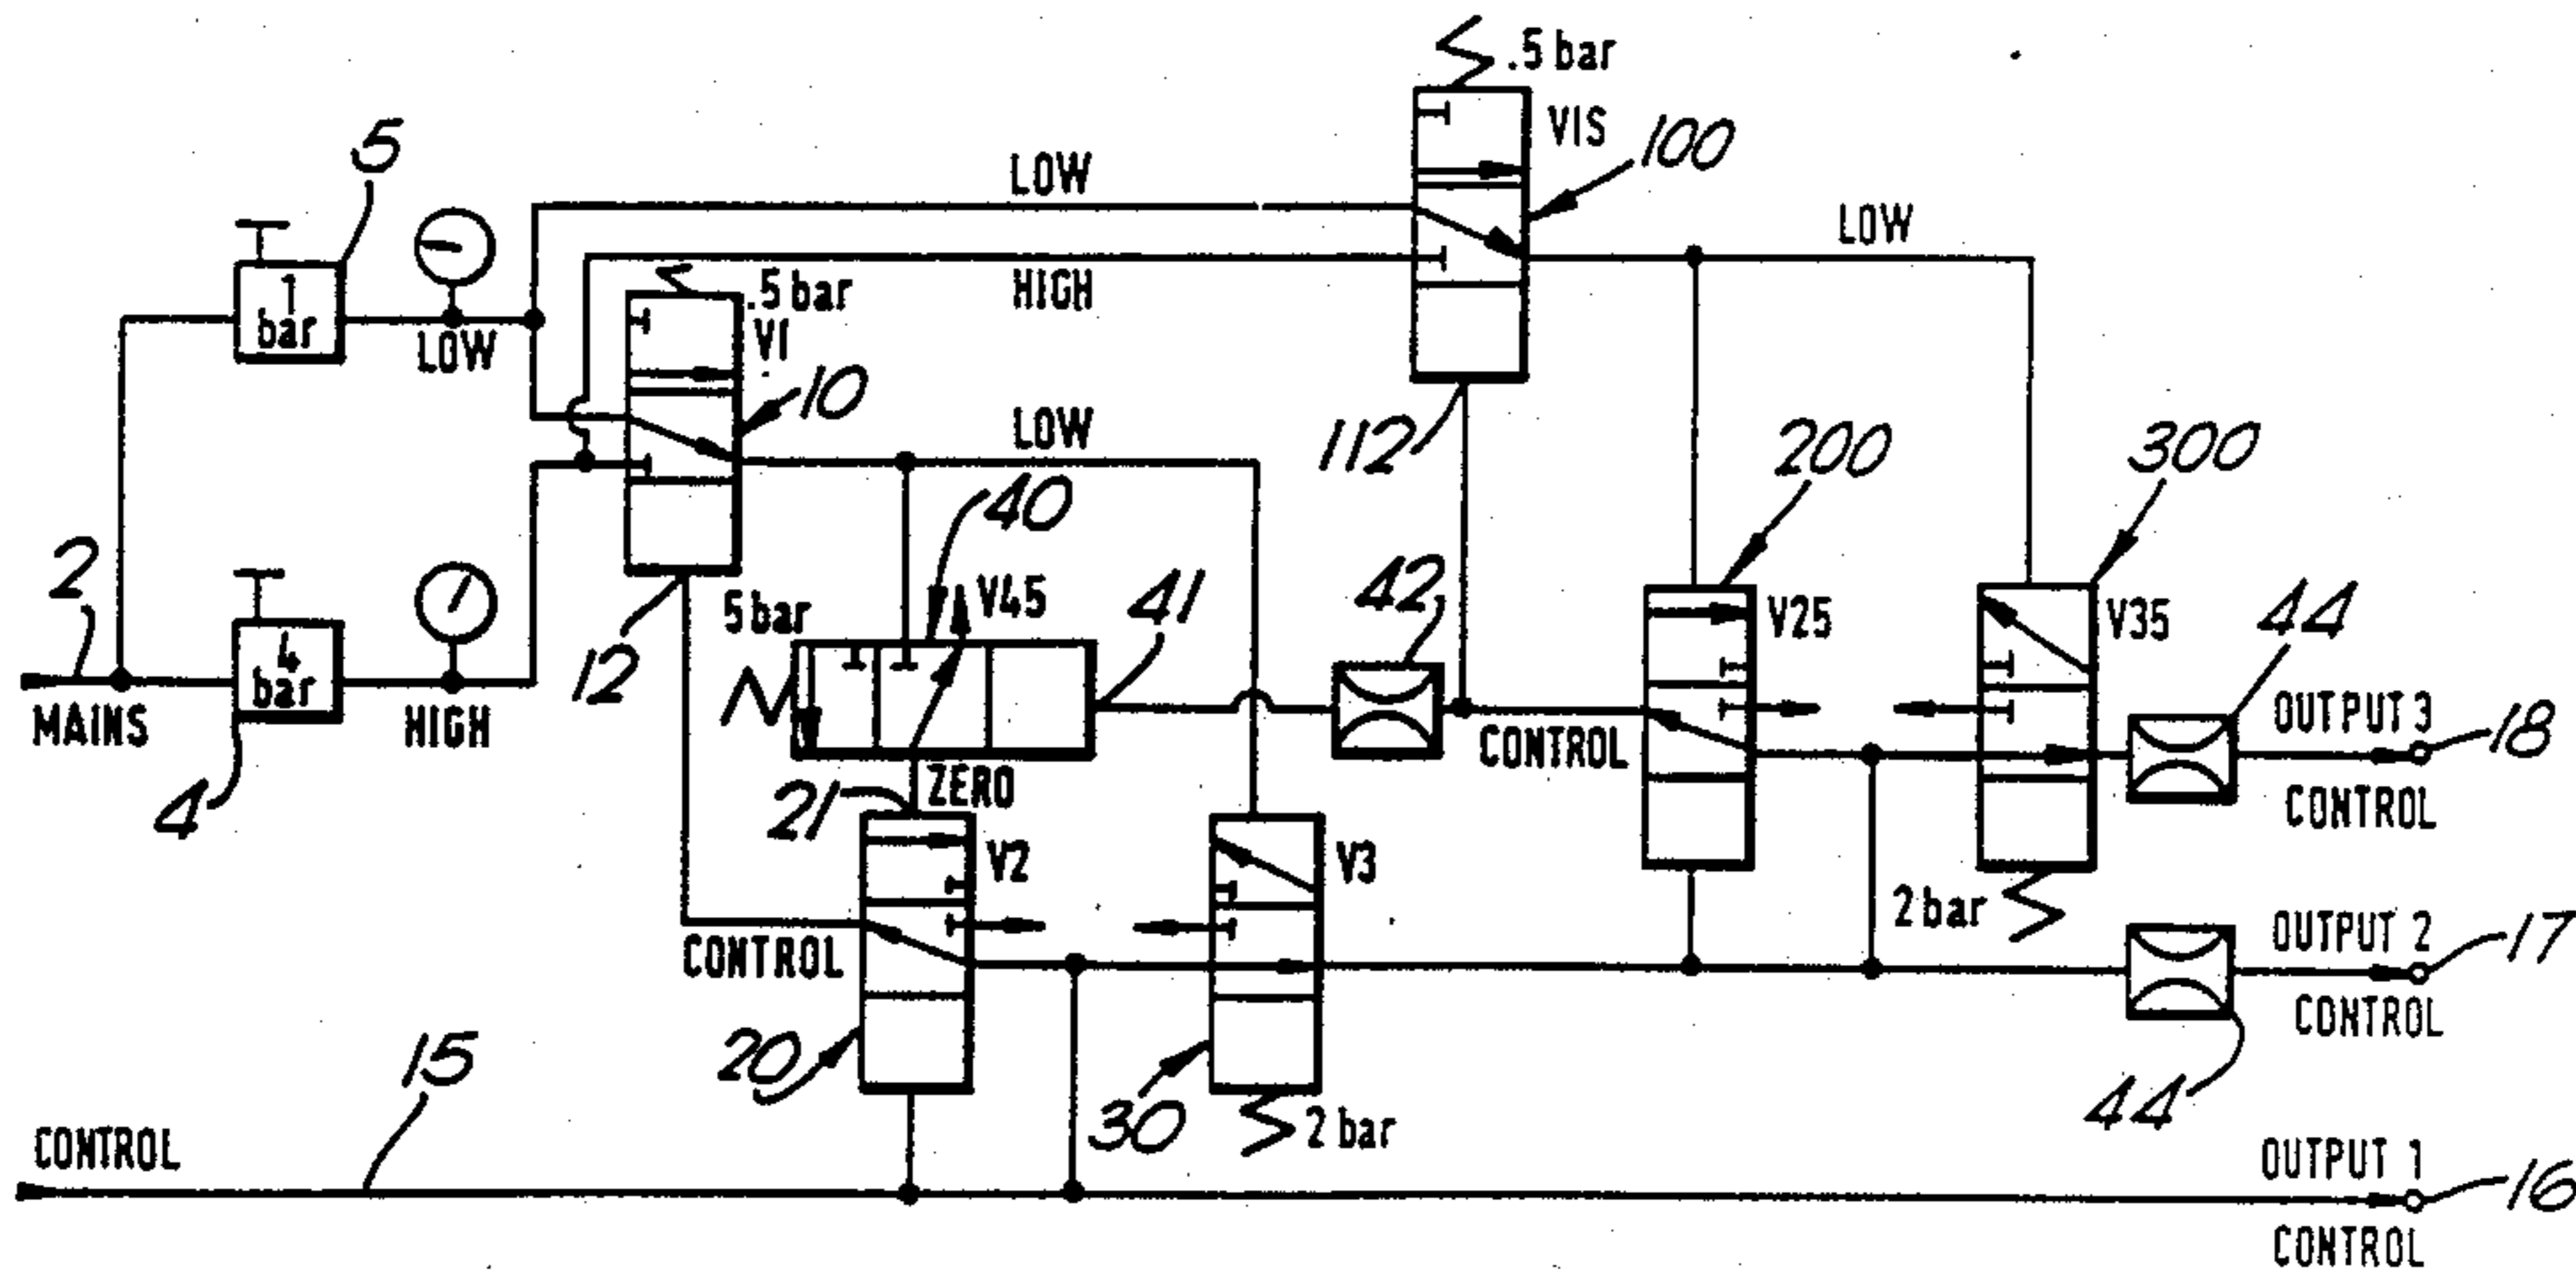 .5 bar
VIS
100
5
LOW
LOW
1
bar
LOW
HIGH
.5 bar
VI
10
LOW
112
200
300
2
MAINS
4
bar
HIGH
4
12
40
5 bar
V45
41
42
44
V25
V35
OUTPUT 3
18
CONTROL
CONTROL
ZERO
21
V2
V3
2 bar
OUTPUT 2
17
CONTROL
CONTROL
20
30
2 bar
44
15
CONTROL
OUTPUT 1
16
CONTROL